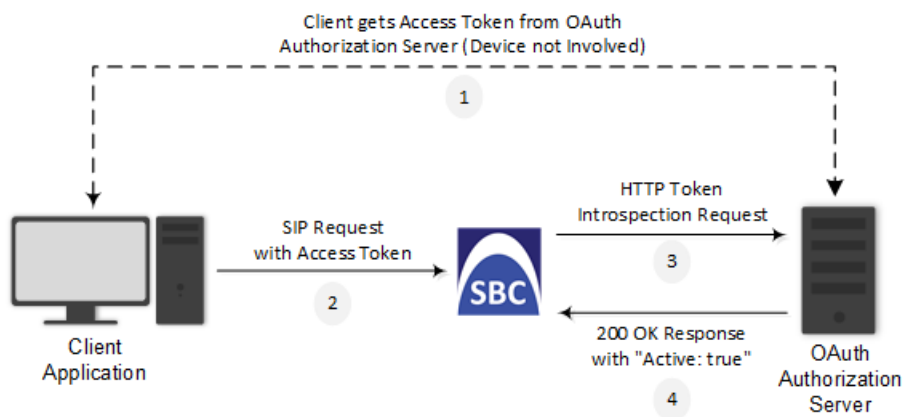 Client gets Access Token from OAuth
Authorization Server (Device not Involved)
1
HTTP Token
Introspection Request
SIP Request
with Access Token
3
SBC
2
200 OK Response
with "Active: true"
4
Client
Application
OAuth
Authorization
Server